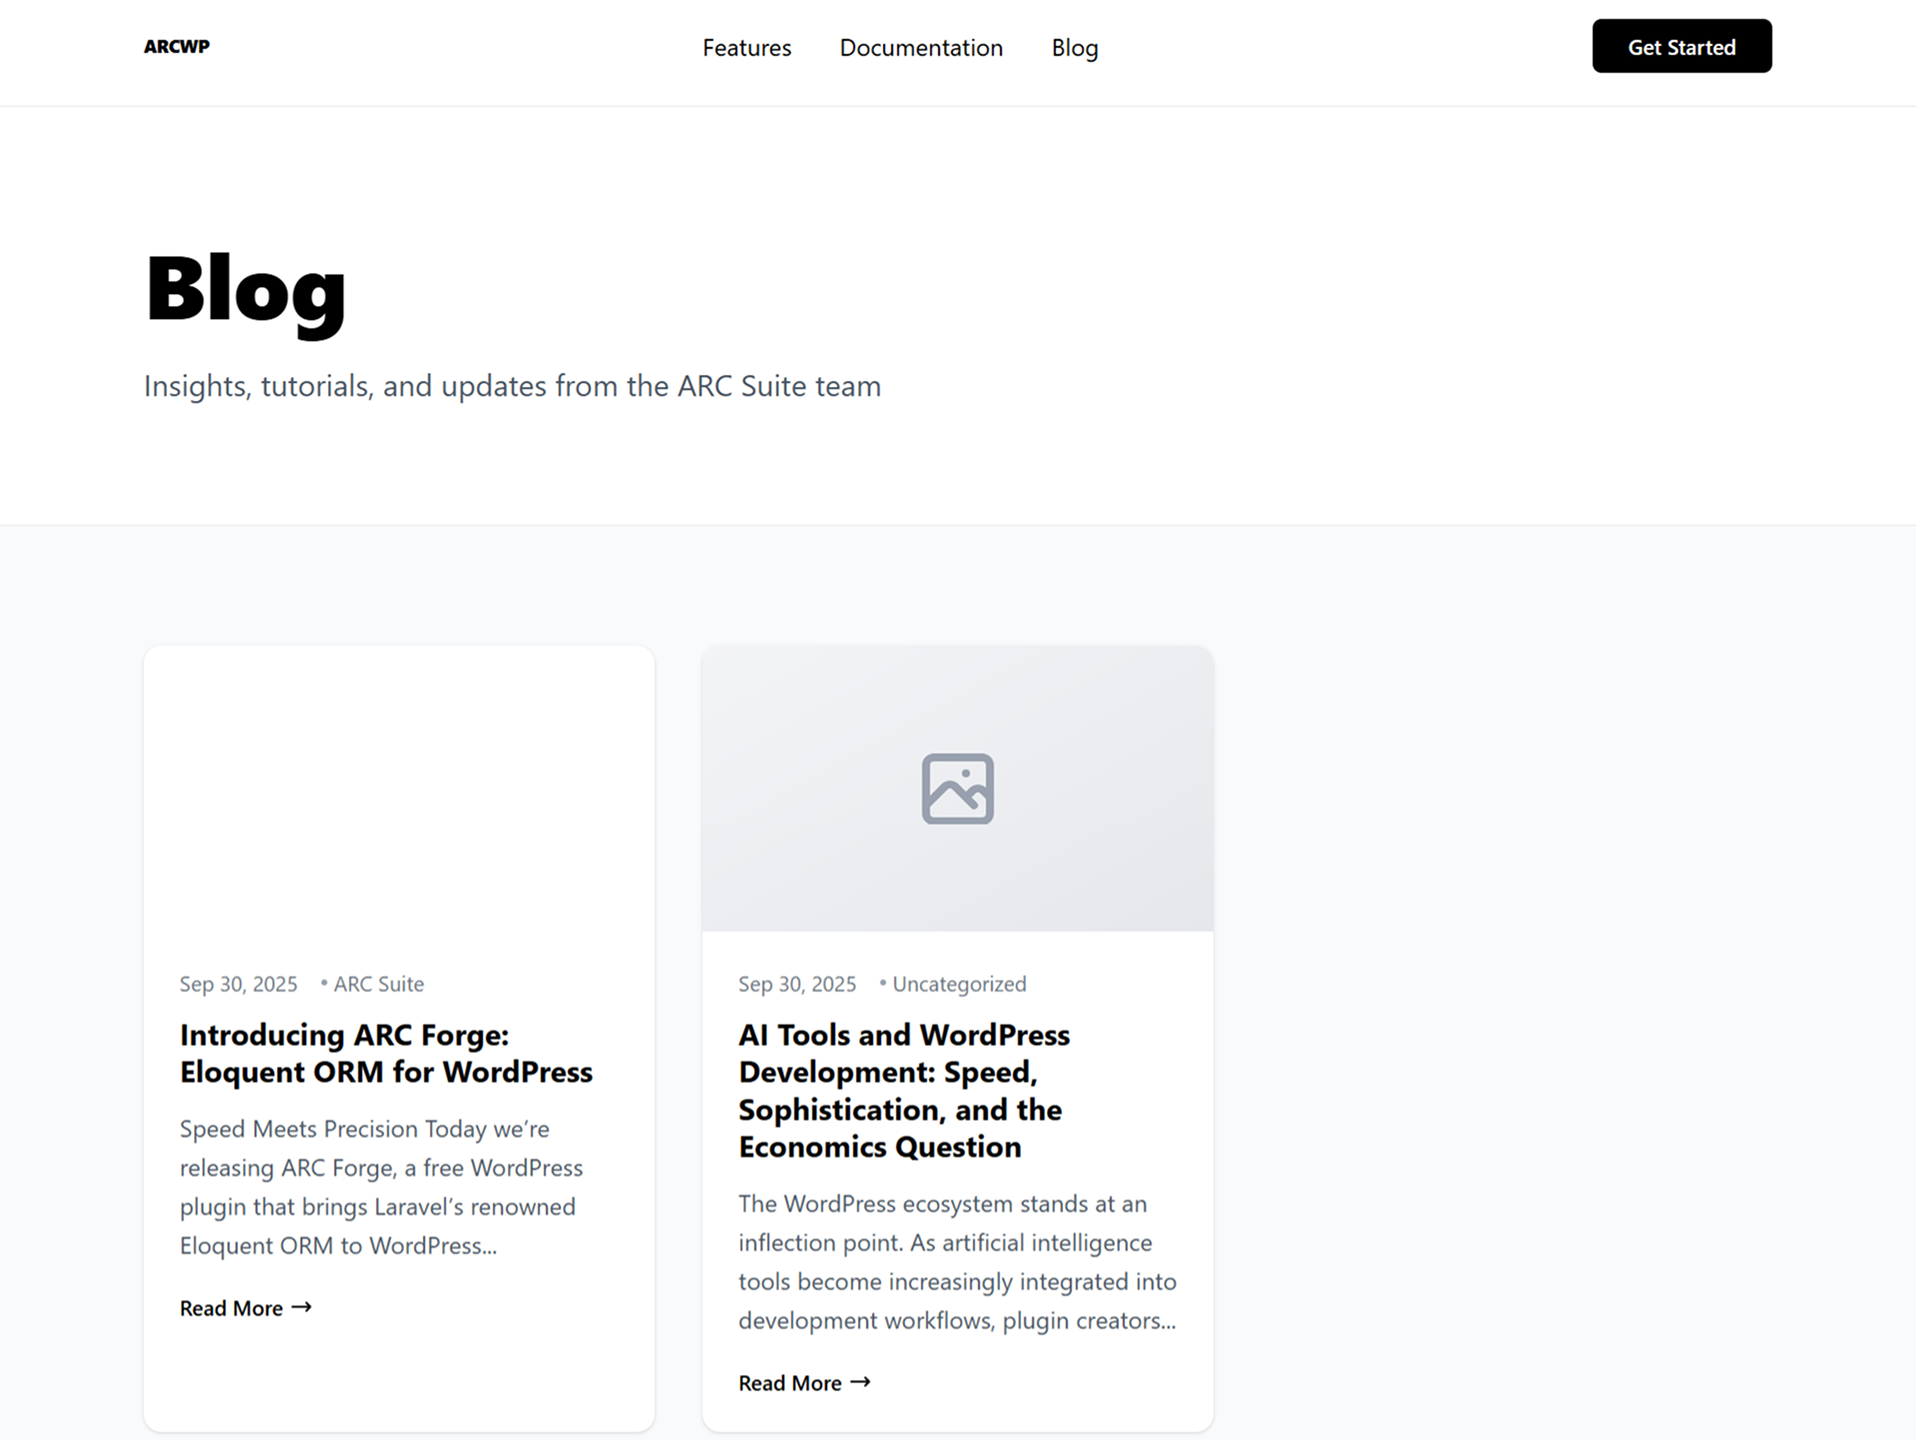 ARCWP
Features
Documentation
Blog
Get Started
Blog
Insights, tutorials, and updates from the ARC Suite team
Sep 30, 2025 • ARC Suite
Introducing ARC Forge:
Eloquent ORM for WordPress
Speed Meets Precision Today we’re
releasing ARC Forge, a free WordPress
plugin that brings Laravel’s renowned
Eloquent ORM to WordPress...
Read More →
Sep 30, 2025 • Uncategorized
AI Tools and WordPress
Development: Speed,
Sophistication, and the
Economics Question
The WordPress ecosystem stands at an
inflection point. As artificial intelligence
tools become increasingly integrated into
development workflows, plugin creators...
Read More →